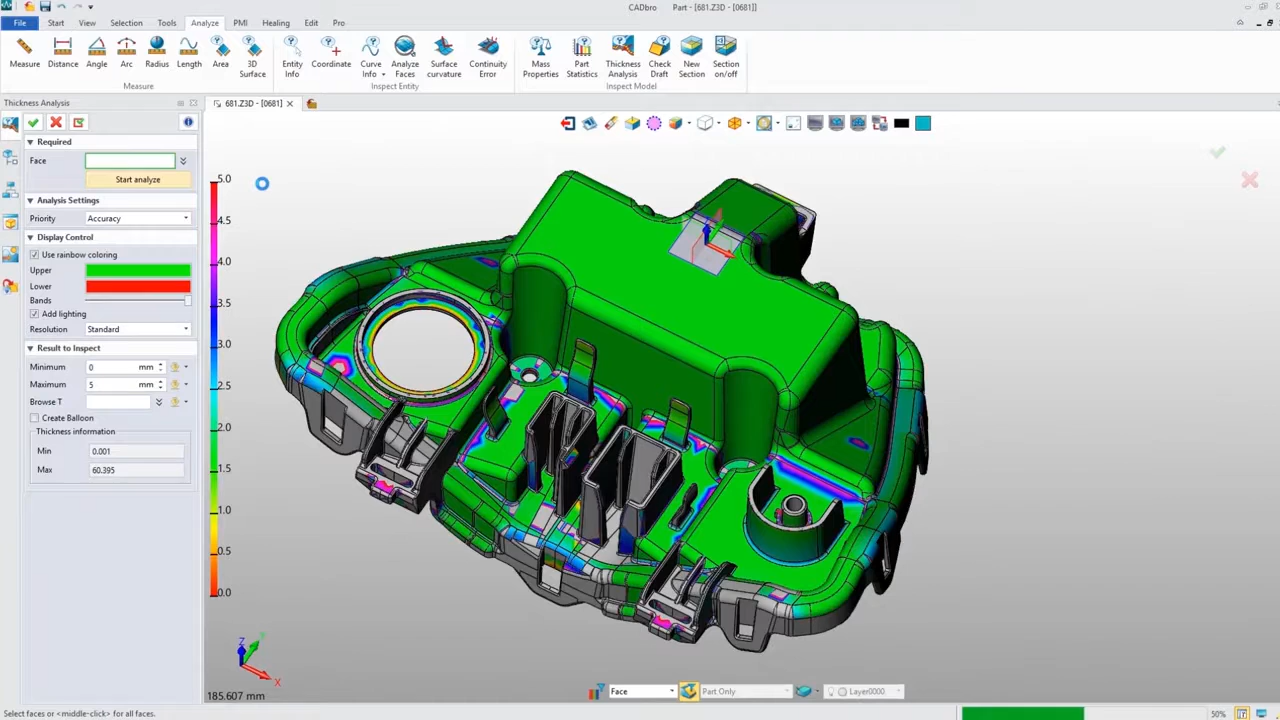 CADbro Part - [681.Z3D - [0681]]
File Start View Selection Tools Analyze PMI Healing Edit Pro
Measure Distance Angle Arc Radius Length Area 3D Surface Entity Info Coordinate Curve Info Analyze Faces Surface curvature Continuity Error Mass Properties Part Statistics Thickness Analysis Check Draft New Section Section on/off
Measure Inspect Entity Inspect Model
Thickness Analysis
681.Z3D - [0681]
Required
Face
Start analyze
Analysis Settings
Priority Accuracy
Display Control
Use rainbow coloring
Upper
Lower
Bands
Add lighting
Resolution Standard
Result to Inspect
Minimum 0 mm
Maximum 5 mm
Browse T
Create Balloon
Thickness information
Min 0.001
Max 60.395
5.0
4.5
4.0
3.5
3.0
2.5
2.0
1.5
1.0
0.5
0.0
Z
Y
X
185.607 mm
Face Part Only Layer0000
Select faces or <middle-click> for all faces. 50%